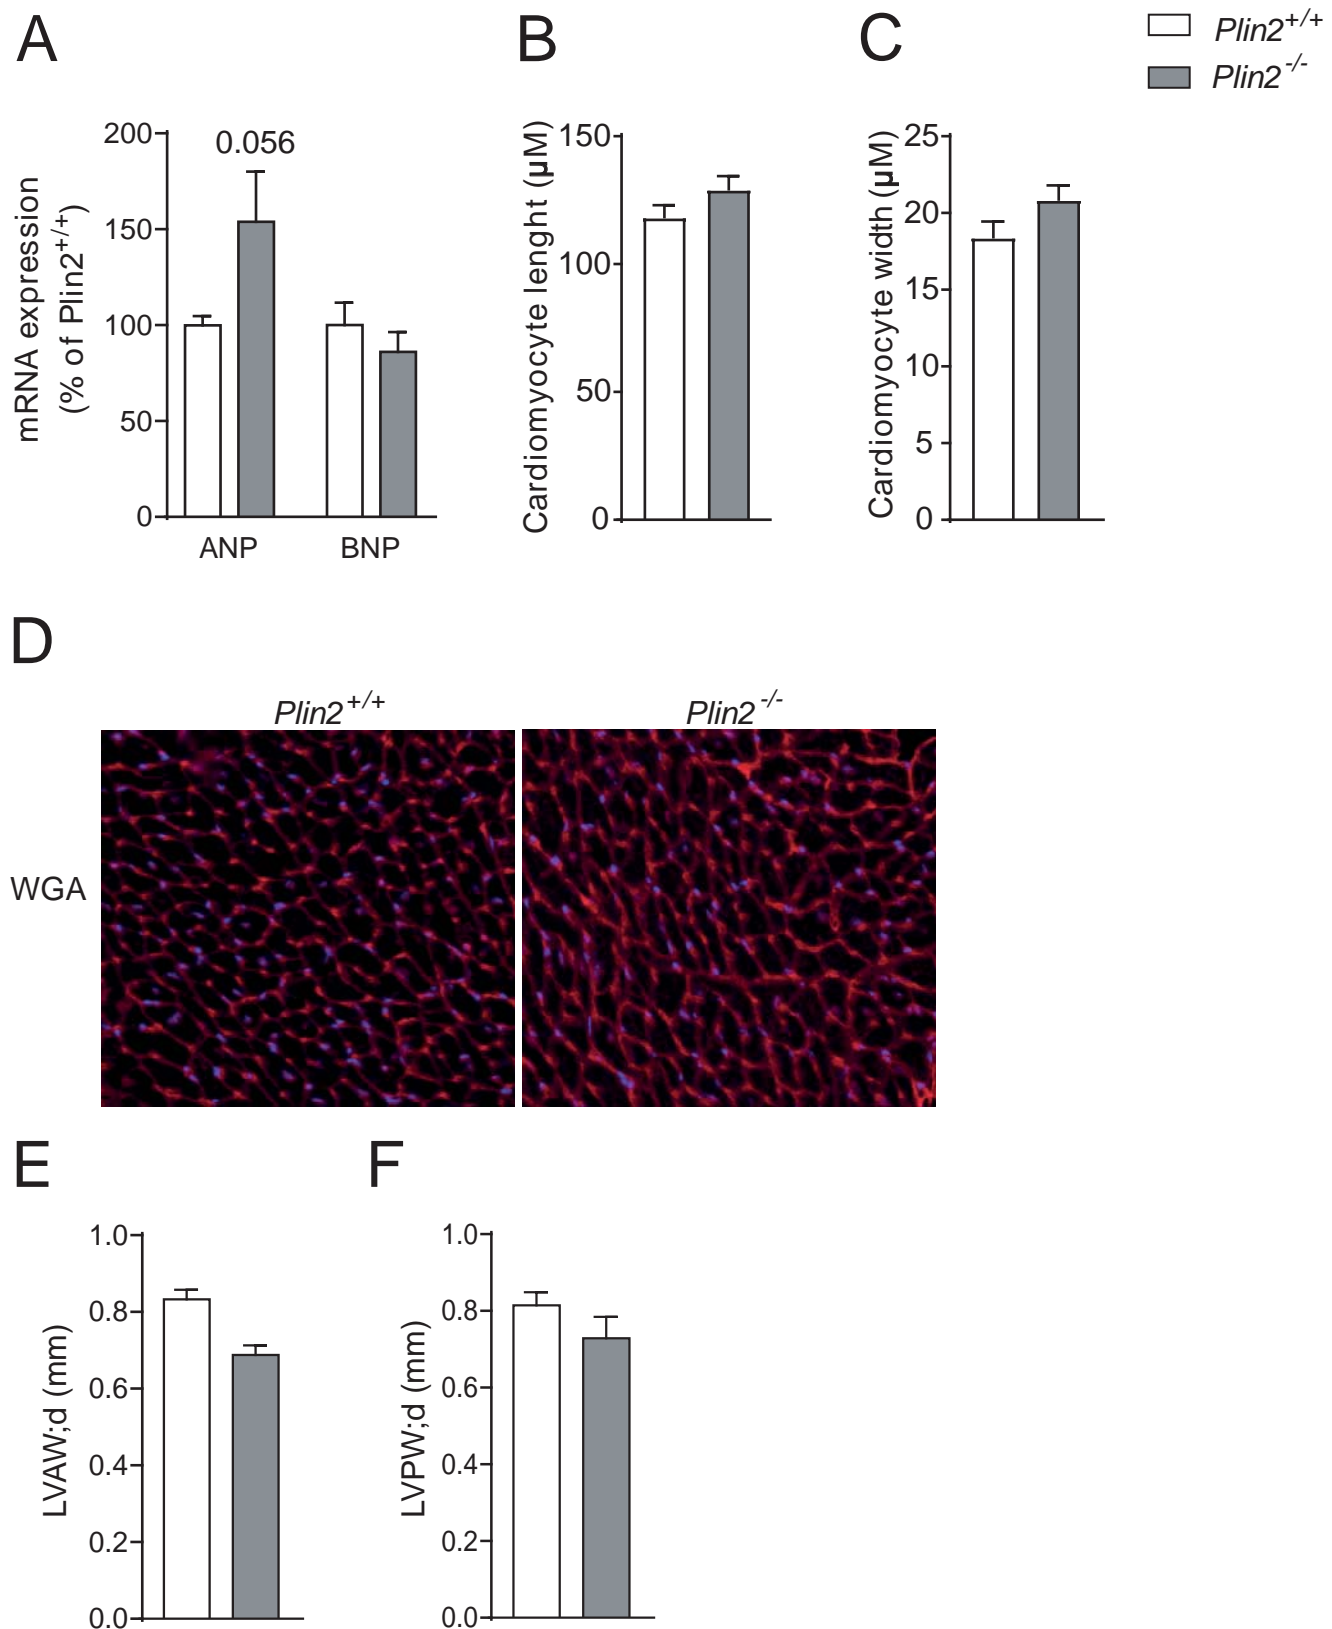 A
B
C
Plin2+/+
Plin2-/-
mRNA expression
(% of Plin2+/+)
200
150
100
50
0
0.056
ANP
BNP
Cardiomyocyte lenght (µM)
150
100
50
0
Cardiomyocyte width (µM)
25
20
15
10
5
0
D
Plin2+/+
Plin2-/-
WGA
E
F
LVAW;d (mm)
1.0
0.8
0.6
0.4
0.2
0.0
LVPW;d (mm)
1.0
0.8
0.6
0.4
0.2
0.0